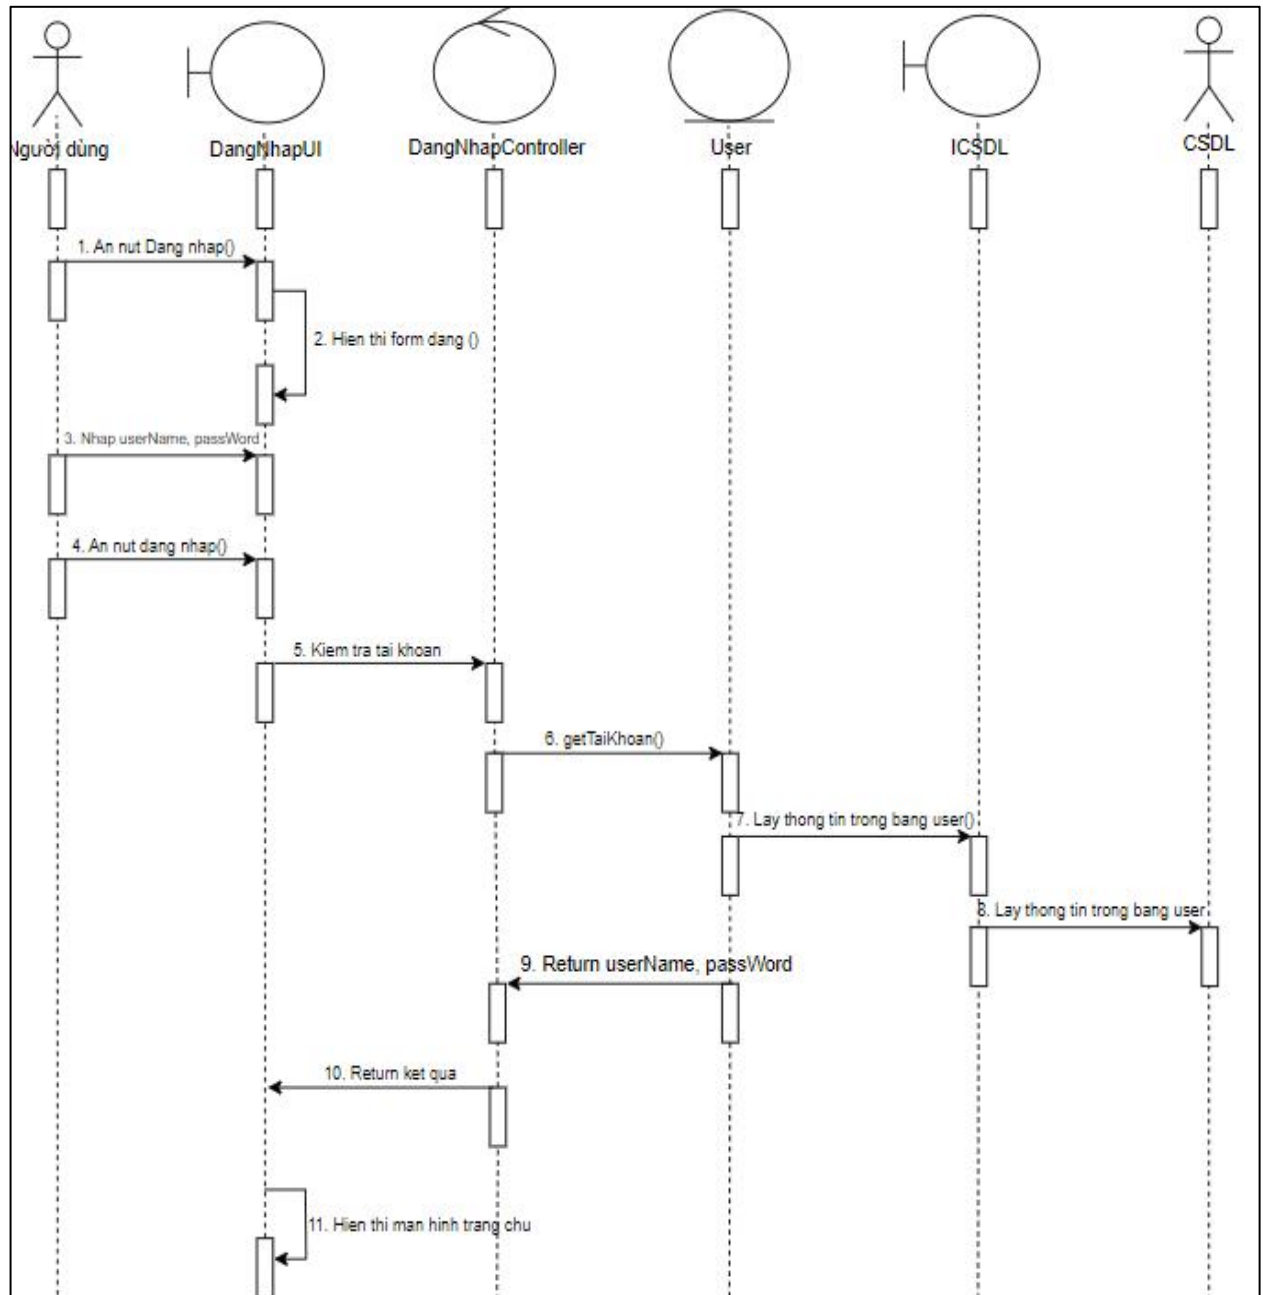 Người dùng
DangNhapUI
DangNhapController
User
ICSDL
CSDL
1. An nut Dang nhap()
2. Hien thi form dang ()
3. Nhap userName, passWord
4. An nut dang nhap()
5. Kiem tra tai khoan
6. getTaiKhoan()
7. Lay thong tin trong bang user()
8. Lay thong tin trong bang user
9. Return userName, passWord
10. Return ket qua
11. Hien thi man hinh trang chu